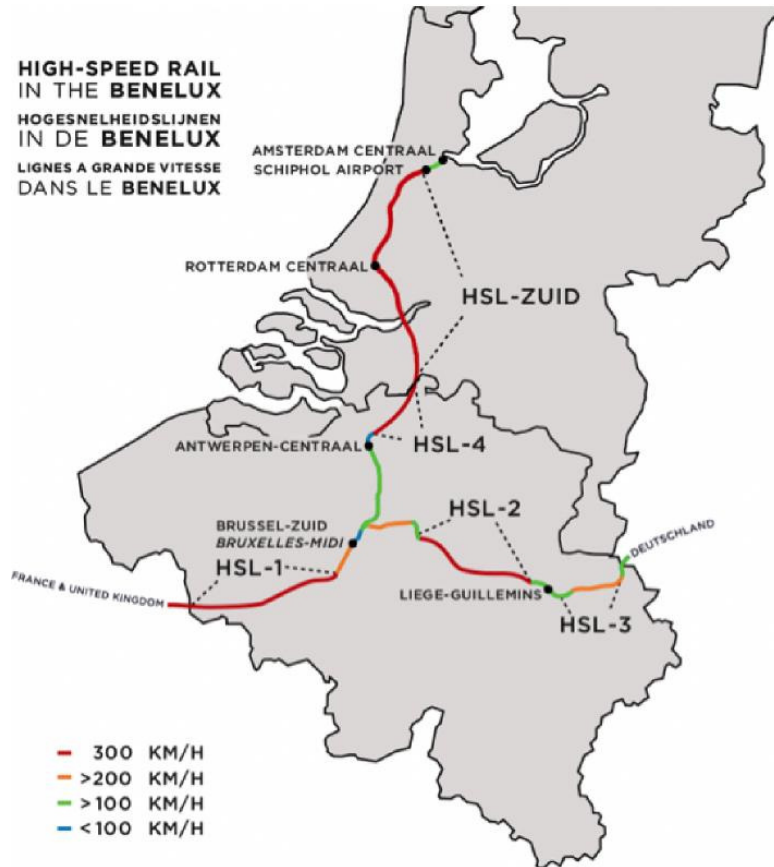 HIGH-SPEED RAIL
IN THE BENELUX
HOGESNELHEIDSLIJNEN
IN DE BENELUX
LIGNES A GRANDE VITESSE
DANS LE BENELUX
AMSTERDAM CENTRAAL
SCHIPHOL AIRPORT
ROTTERDAM CENTRAAL
HSL-ZUID
ANTWERPEN-CENTRAAL
HSL-4
BRUSSEL-ZUID
BRUXELLES-MIDI
HSL-2
HSL-1
DEUTSCHLAND
FRANCE & UNITED KINGDOM
LIEGE-GUILLEMINS
HSL-3
300 KM/H
>200 KM/H
>100 KM/H
<100 KM/H